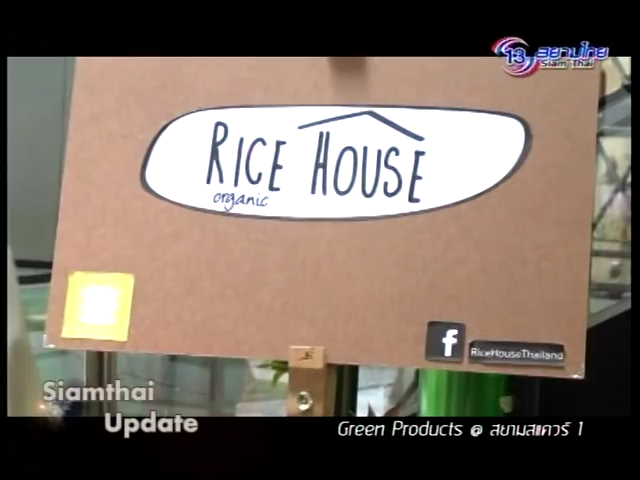 13 สยามไทย
Siam Thai
RICE HOUSE
organic
f RiceHouseThailand
Siamthai
Update
Green Products @ สยามสแควร์ 1